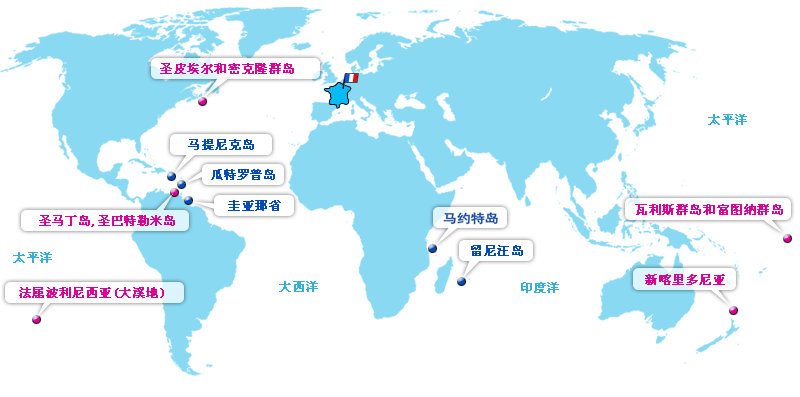 圣皮埃尔和密克隆群岛
太平洋
马提尼克岛
瓜特罗普岛
圭亚那省
圣马丁岛, 圣巴特勒米岛
马约特岛
瓦利斯群岛和富图纳群岛
留尼汪岛
太平洋
大西洋
印度洋
新喀里多尼亚
法属波利尼西亚 (大溪地)